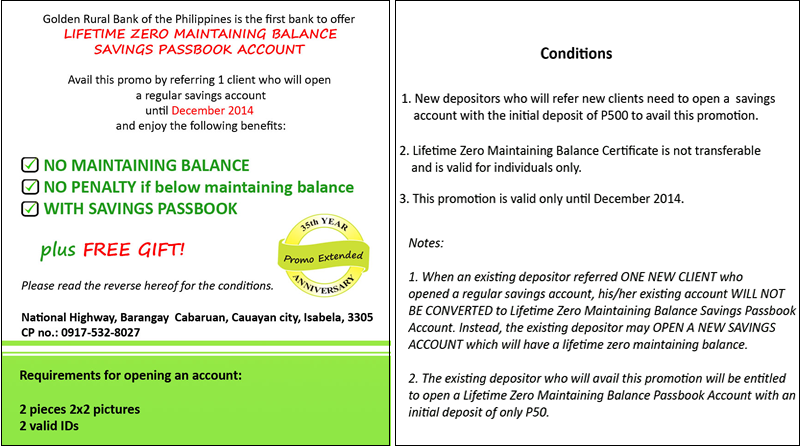 Golden Rural Bank of the Philippines is the first bank to offer
LIFETIME ZERO MAINTAINING BALANCE
SAVINGS PASSBOOK ACCOUNT
Avail this promo by referring 1 client who will open
a regular savings account
until December 2014
and enjoy the following benefits:
NO MAINTAINING BALANCE
NO PENALTY if below maintaining balance
WITH SAVINGS PASSBOOK
plus FREE GIFT!
35th YEAR
Promo Extended
ANNIVERSARY
Please read the reverse hereof for the conditions.
National Highway, Barangay Cabaruan, Cauayan city, Isabela, 3305
CP no.: 0917-532-8027
Requirements for opening an account:
2 pieces 2x2 pictures
2 valid IDs
Conditions
1. New depositors who will refer new clients need to open a savings
account with the initial deposit of P500 to avail this promotion.
2. Lifetime Zero Maintaining Balance Certificate is not transferable
and is valid for individuals only.
3. This promotion is valid only until December 2014.
Notes:
1. When an existing depositor referred ONE NEW CLIENT who
opened a regular savings account, his/her existing account WILL NOT
BE CONVERTED to Lifetime Zero Maintaining Balance Savings Passbook
Account. Instead, the existing depositor may OPEN A NEW SAVINGS
ACCOUNT which will have a lifetime zero maintaining balance.
2. The existing depositor who will avail this promotion will be entitled
to open a Lifetime Zero Maintaining Balance Passbook Account with an
initial deposit of only P50.